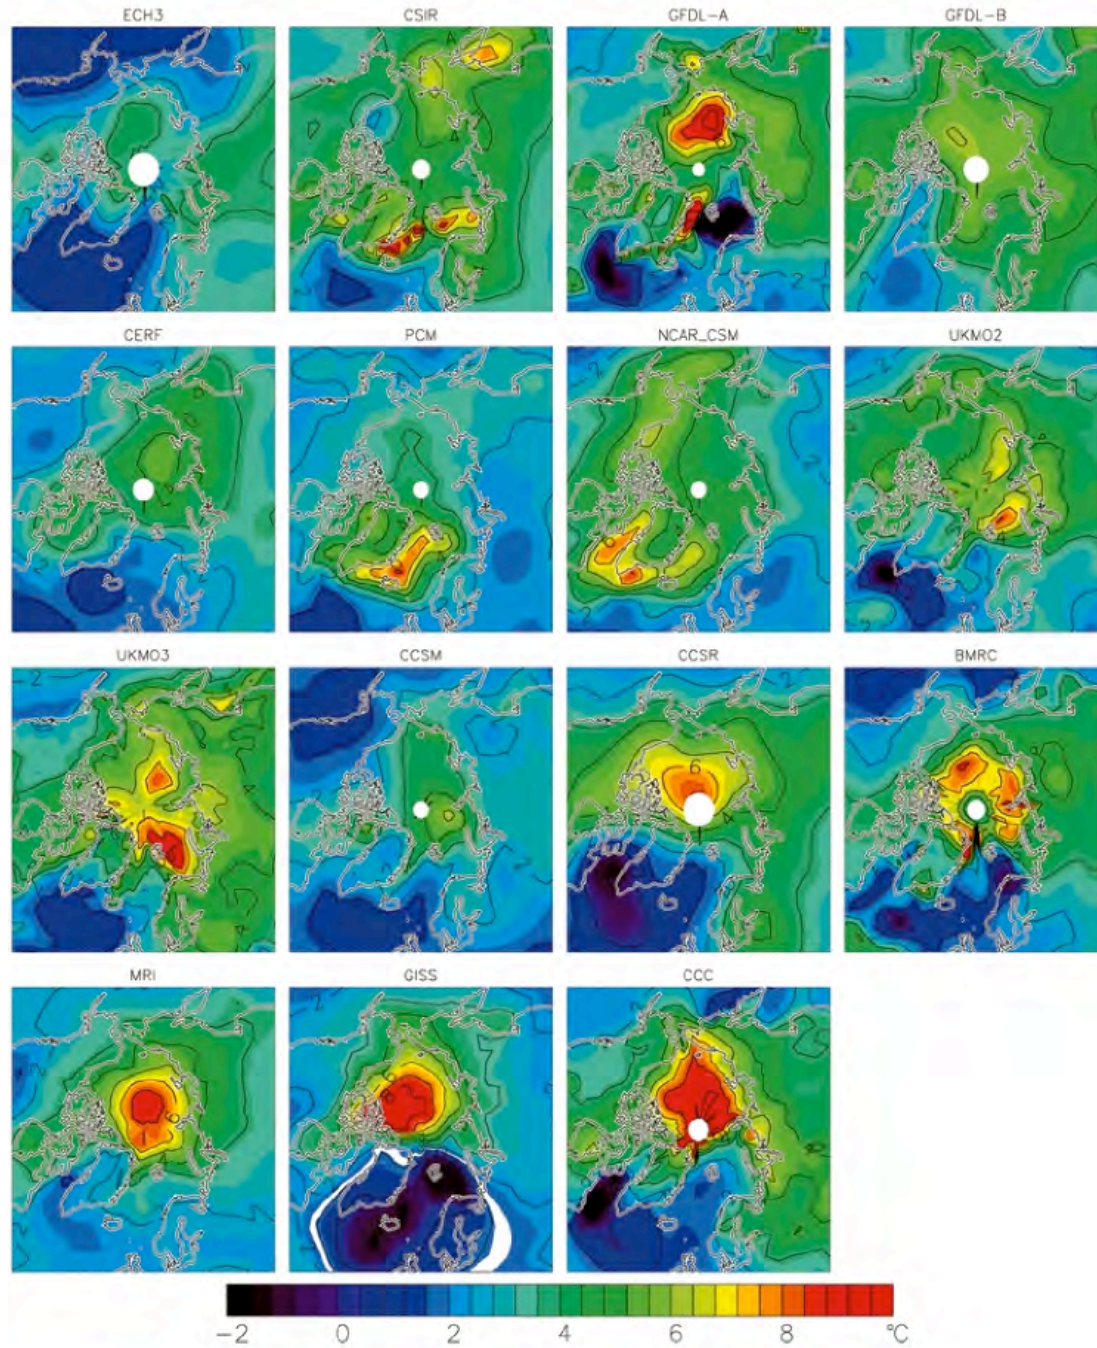 ECH3 CSIR GFDL-A GFDL-B
CERF PCM NCAR_CSM UKMO2
UKMO3 CCSM CCSR BMRC
MRI GISS CCC
-2 0 2 4 6 8 °C